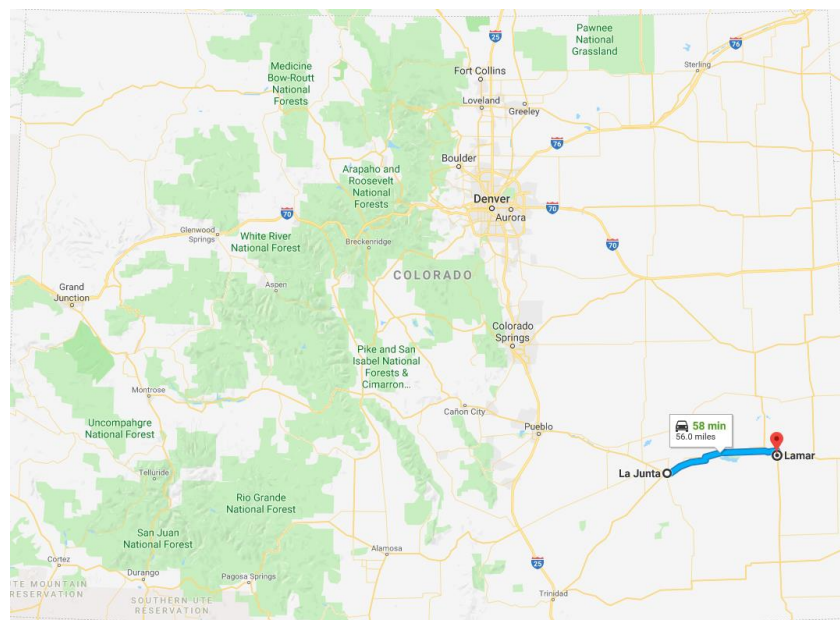 25
Pawnee
National
Grassland
76
Sterling
Medicine
Bow-Routt
National
Forests
Fort Collins
Loveland
Greeley
76
Boulder
Arapaho and
Roosevelt
National
Forests
Denver
Aurora
70
70
Glenwood
Springs
White River
National Forest
Breckenridge
70
COLORADO
Aspen
Grand
Junction
Colorado
Springs
Pike and San
Isabel National
Forests &
Cimarron...
Montrose
Cañon City
Pueblo
Uncompahgre
National Forest
58 min
56.0 miles
Lamar
La Junta
Telluride
Rio Grande
National Forest
San Juan
National Forest
Alamosa
25
Cortez
Durango
Pagosa Springs
Trinidad
TE MOUNTAIN
RESERVATION
SOUTHERN UTE
RESERVATION